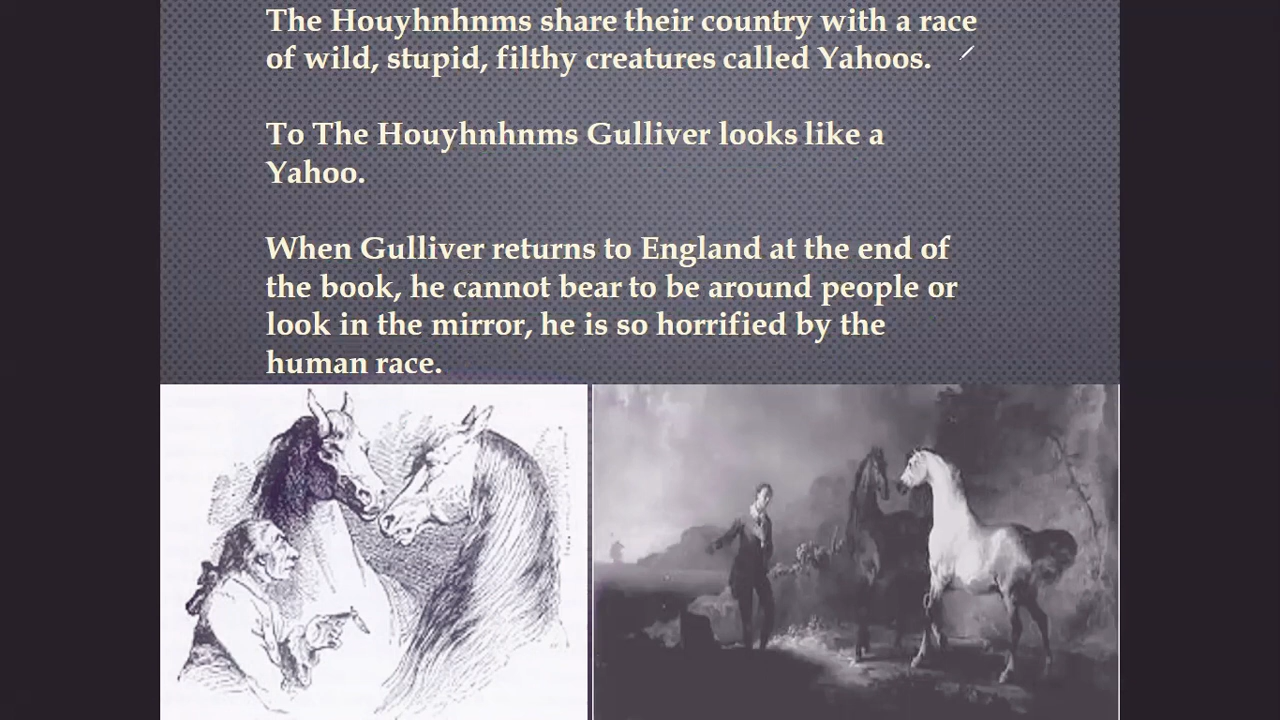 The Houyhnhnms share their country with a race
of wild, stupid, filthy creatures called Yahoos.
To The Houyhnhnms Gulliver looks like a
Yahoo.
When Gulliver returns to England at the end of
the book, he cannot bear to be around people or
look in the mirror, he is so horrified by the
human race.